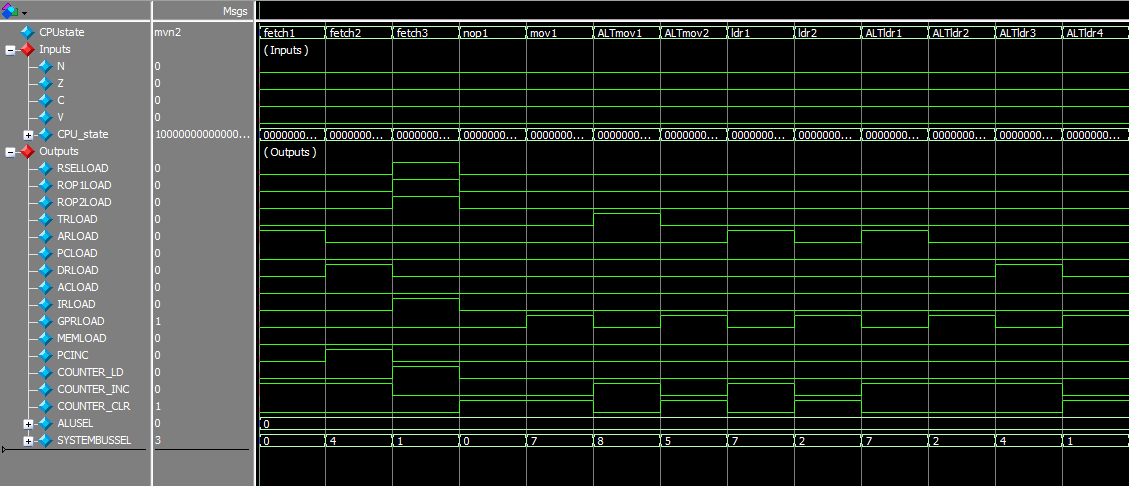 Msgs
CPUstate mvn2 fetch1 fetch2 fetch3 nop1 mov1 ALTmov1 ALTmov2 ldr1 ldr2 ALTldr1 ALTldr2 ALTldr3 ALTldr4
Inputs ( Inputs )
N 0
Z 0
C 0
V 0
CPU_state 10000000000000... 0000000... 0000000... 0000000... 0000000... 0000000... 0000000... 0000000... 0000000... 0000000... 0000000... 0000000... 0000000... 0000000...
Outputs ( Outputs )
RSELLOAD 0
ROP1LOAD 0
ROP2LOAD 0
TRLOAD 0
ARLOAD 0
PCLOAD 0
DRLOAD 0
ACLOAD 0
IRLOAD 0
GPRLOAD 1
MEMLOAD 0
PCINC 0
COUNTER_LD 0
COUNTER_INC 0
COUNTER_CLR 1
ALUSEL 0 0
SYSTEMBUSSEL 3 0 4 1 0 7 8 5 7 2 7 2 4 1